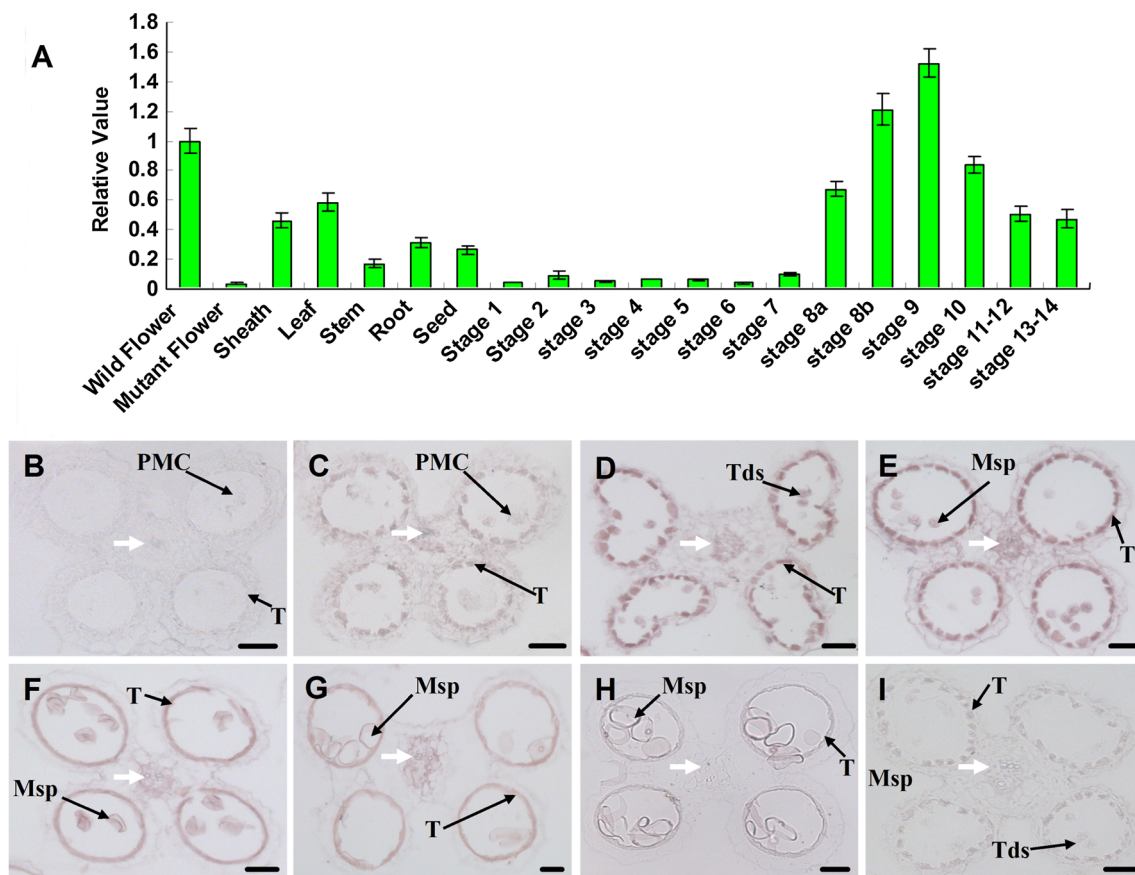 A
Relative Value
1.8
1.6
1.4
1.2
1
0.8
0.6
0.4
0.2
0
Wild Flower
Mutant Flower
Sheath
Leaf
Stem
Root
Seed
Stage 1
Stage 2
stage 3
stage 4
stage 5
stage 6
stage 7
stage 8a
stage 8b
stage 9
stage 10
stage 11-12
stage 13-14
B
PMC
T
C
PMC
T
D
Tds
T
E
Msp
T
F
T
Msp
G
Msp
T
H
Msp
T
I
T
Msp
Tds